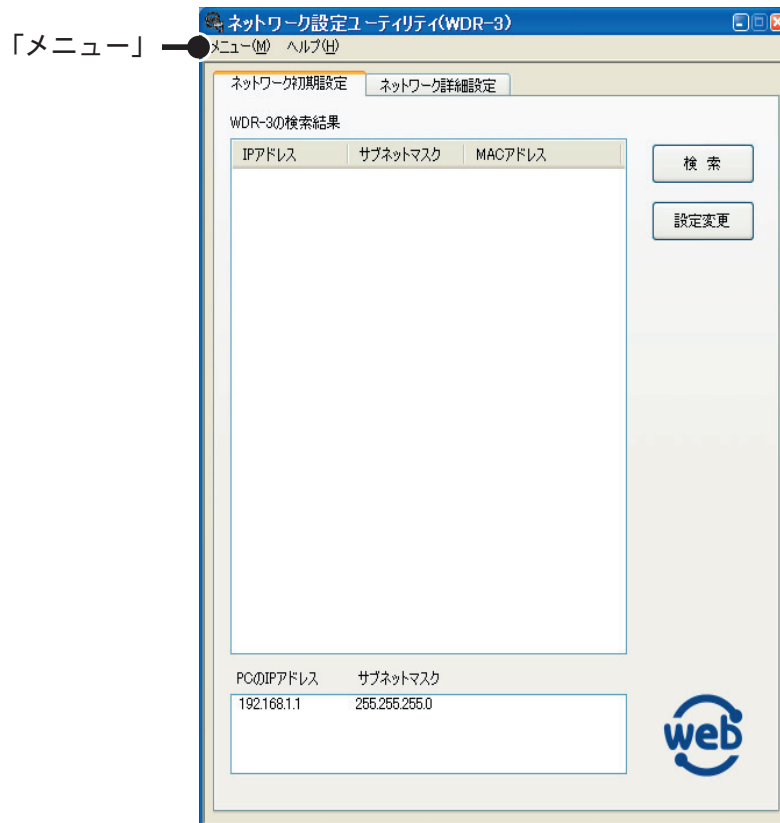 ネットワーク設定ユーティリティ(WDR-3)
「メニュー」
メニュー(M) ヘルプ(H)
ネットワーク初期設定 ネットワーク詳細設定
WDR-3の検索結果
IPアドレス サブネットマスク MACアドレス
検 索
設定変更
PCのIPアドレス サブネットマスク
192.168.1.1 255.255.255.0
web